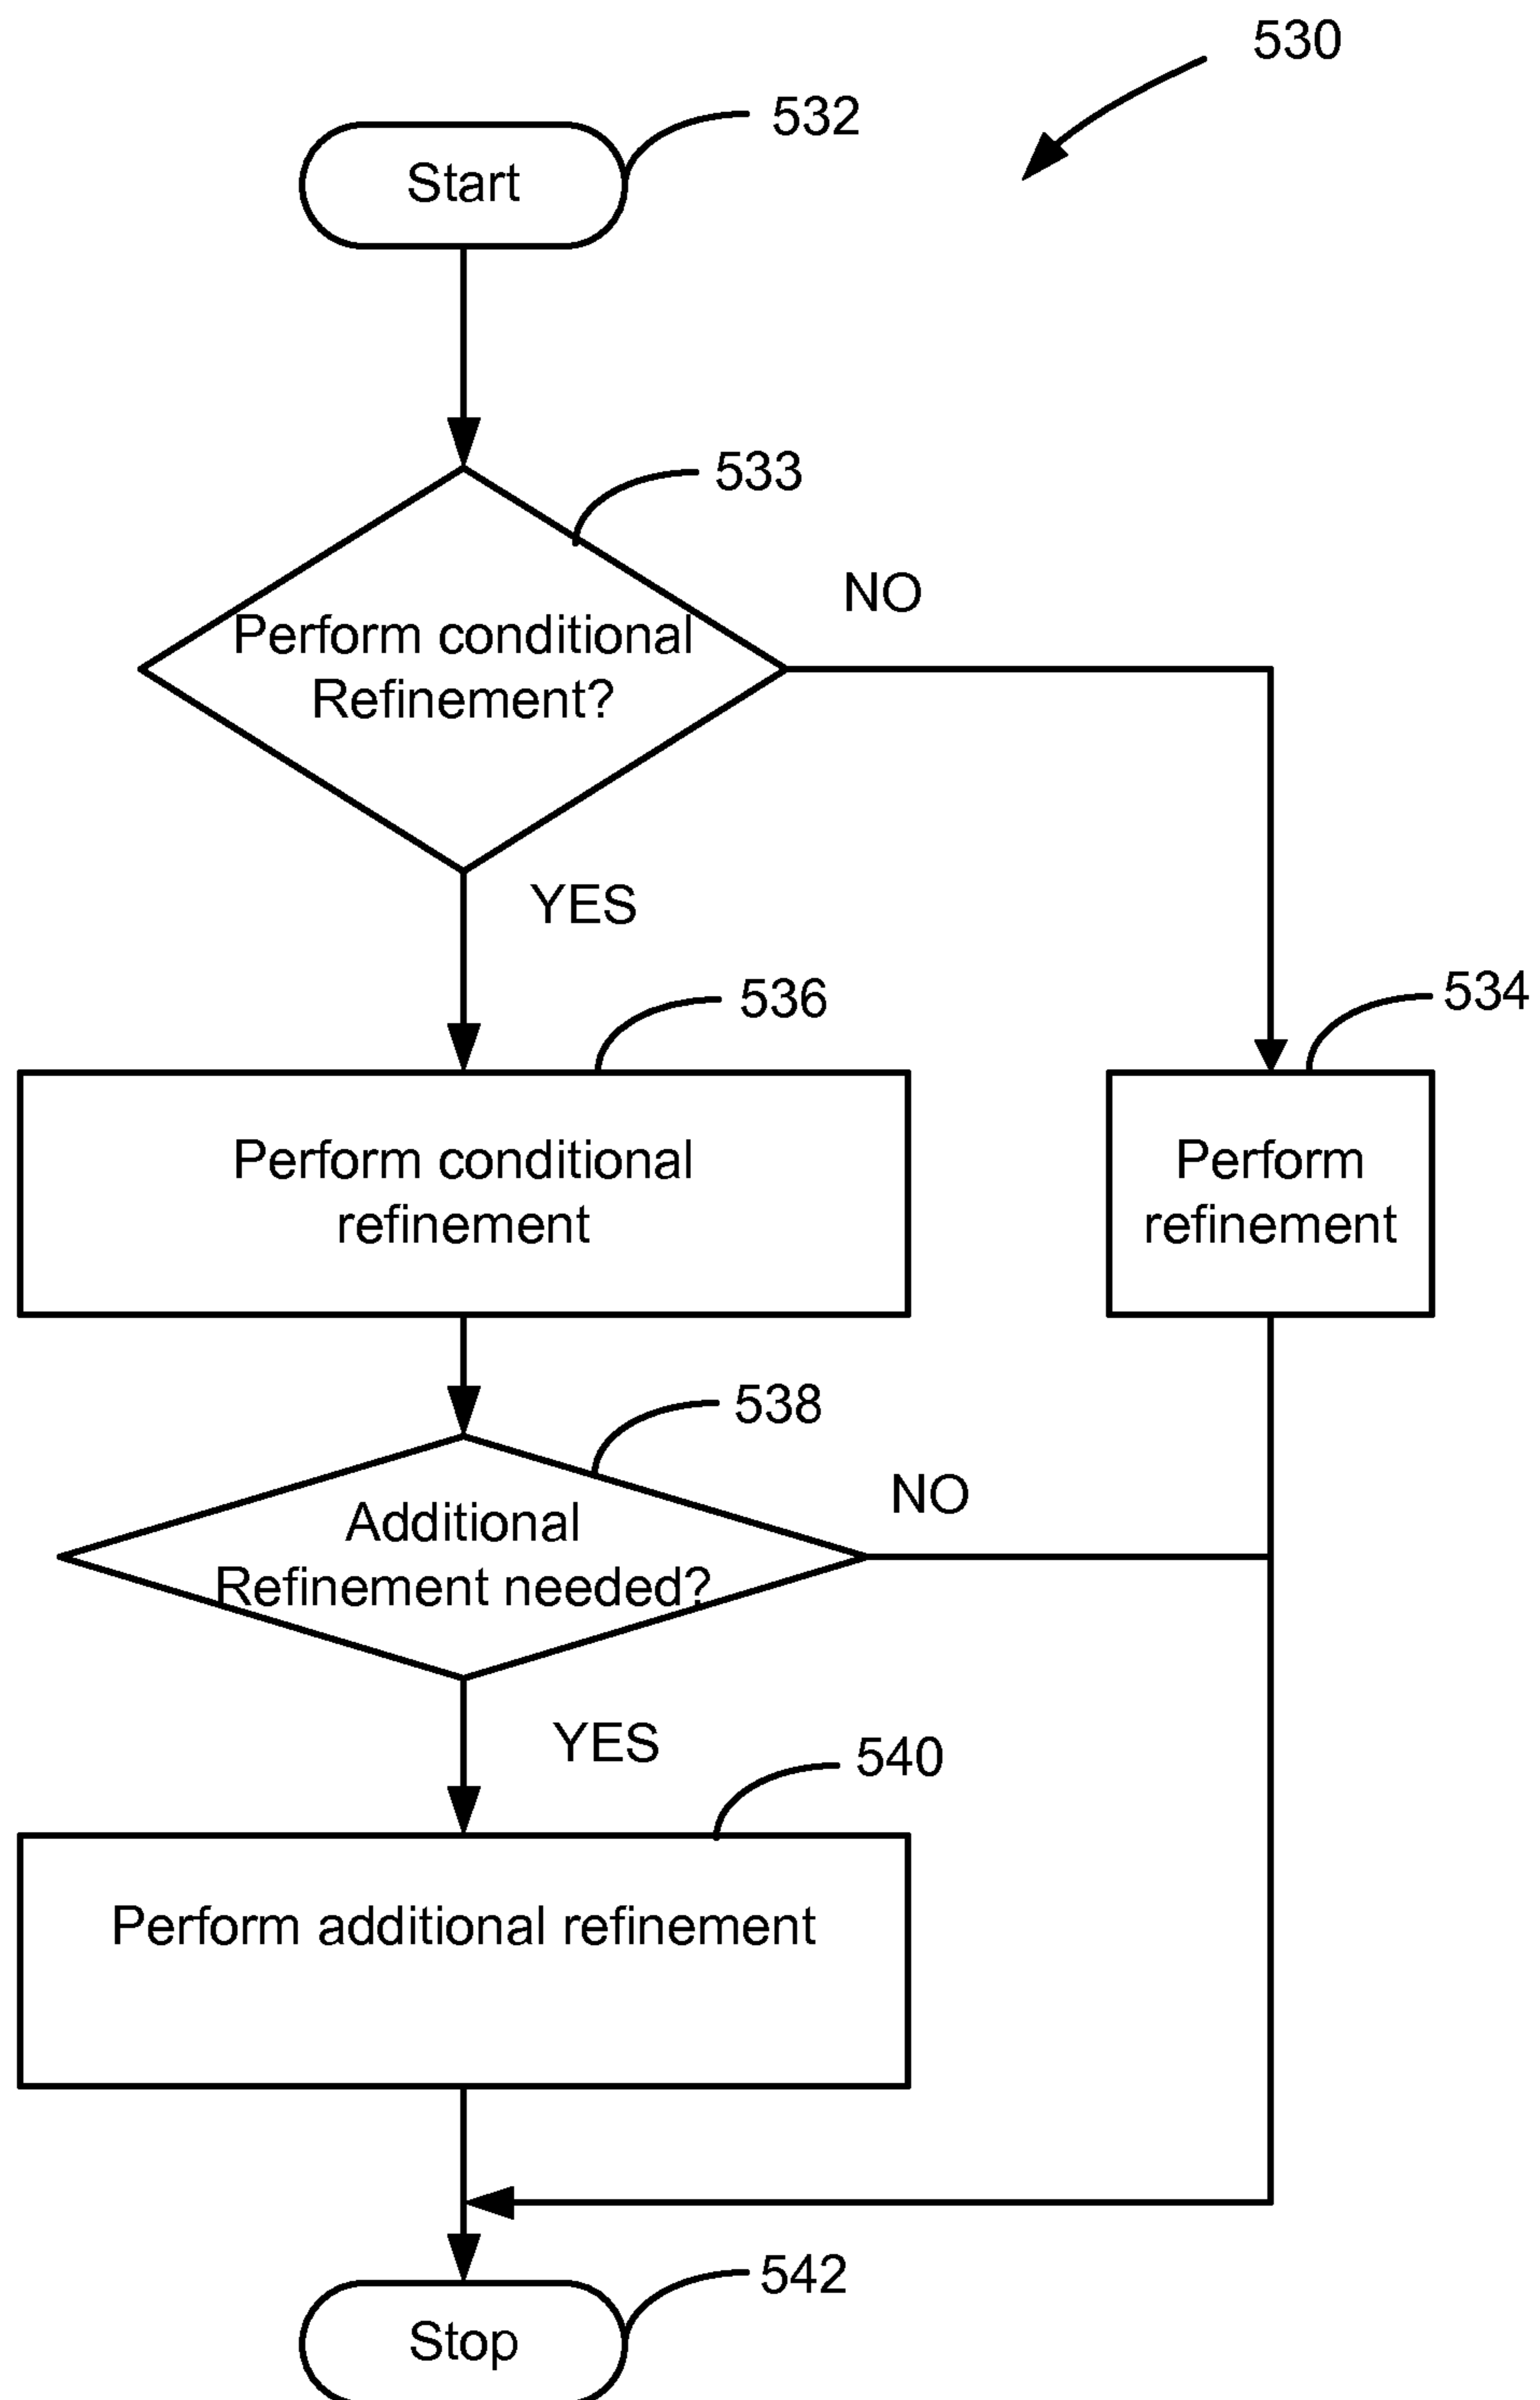 530
532
Start
533
NO
Perform conditional
Refinement?
YES
536
534
Perform conditional
refinement
Perform
refinement
538
NO
Additional
Refinement needed?
YES
540
Perform additional refinement
542
Stop